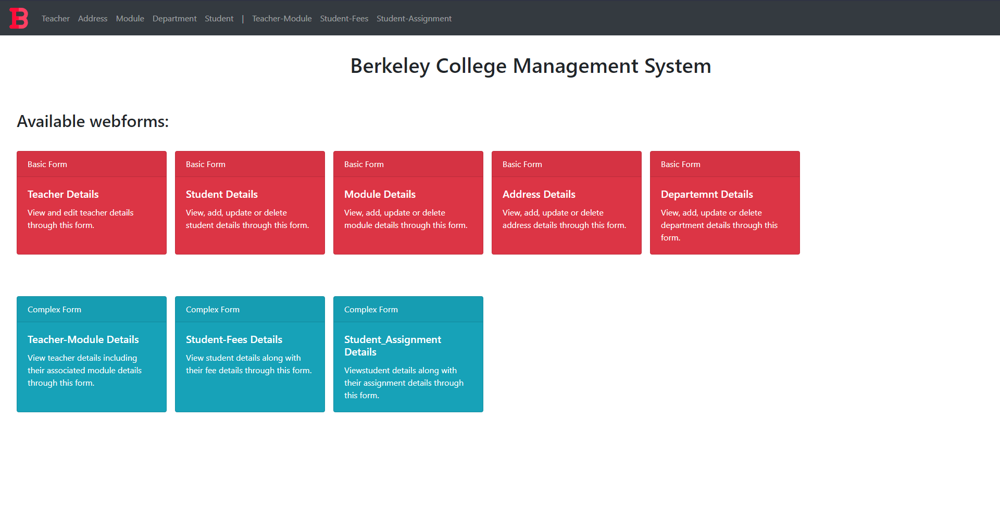 B Teacher Address Module Department Student | Teacher-Module Student-Fees Student-Assignment
Berkeley College Management System
Available webforms:
Basic Form
Teacher Details
View and edit teacher details
through this form.
Basic Form
Student Details
View, add, update or delete
student details through this form.
Basic Form
Module Details
View, add, update or delete
module details through this form.
Basic Form
Address Details
View, add, update or delete
address details through this form.
Basic Form
Departemnt Details
View, add, update or delete
department details through this
form.
Complex Form
Teacher-Module Details
View teacher details including
their associated module details
through this form.
Complex Form
Student-Fees Details
View student details along with
their fee details through this form.
Complex Form
Student_Assignment
Details
Viewstudent details along with
their assignment details through
this form.